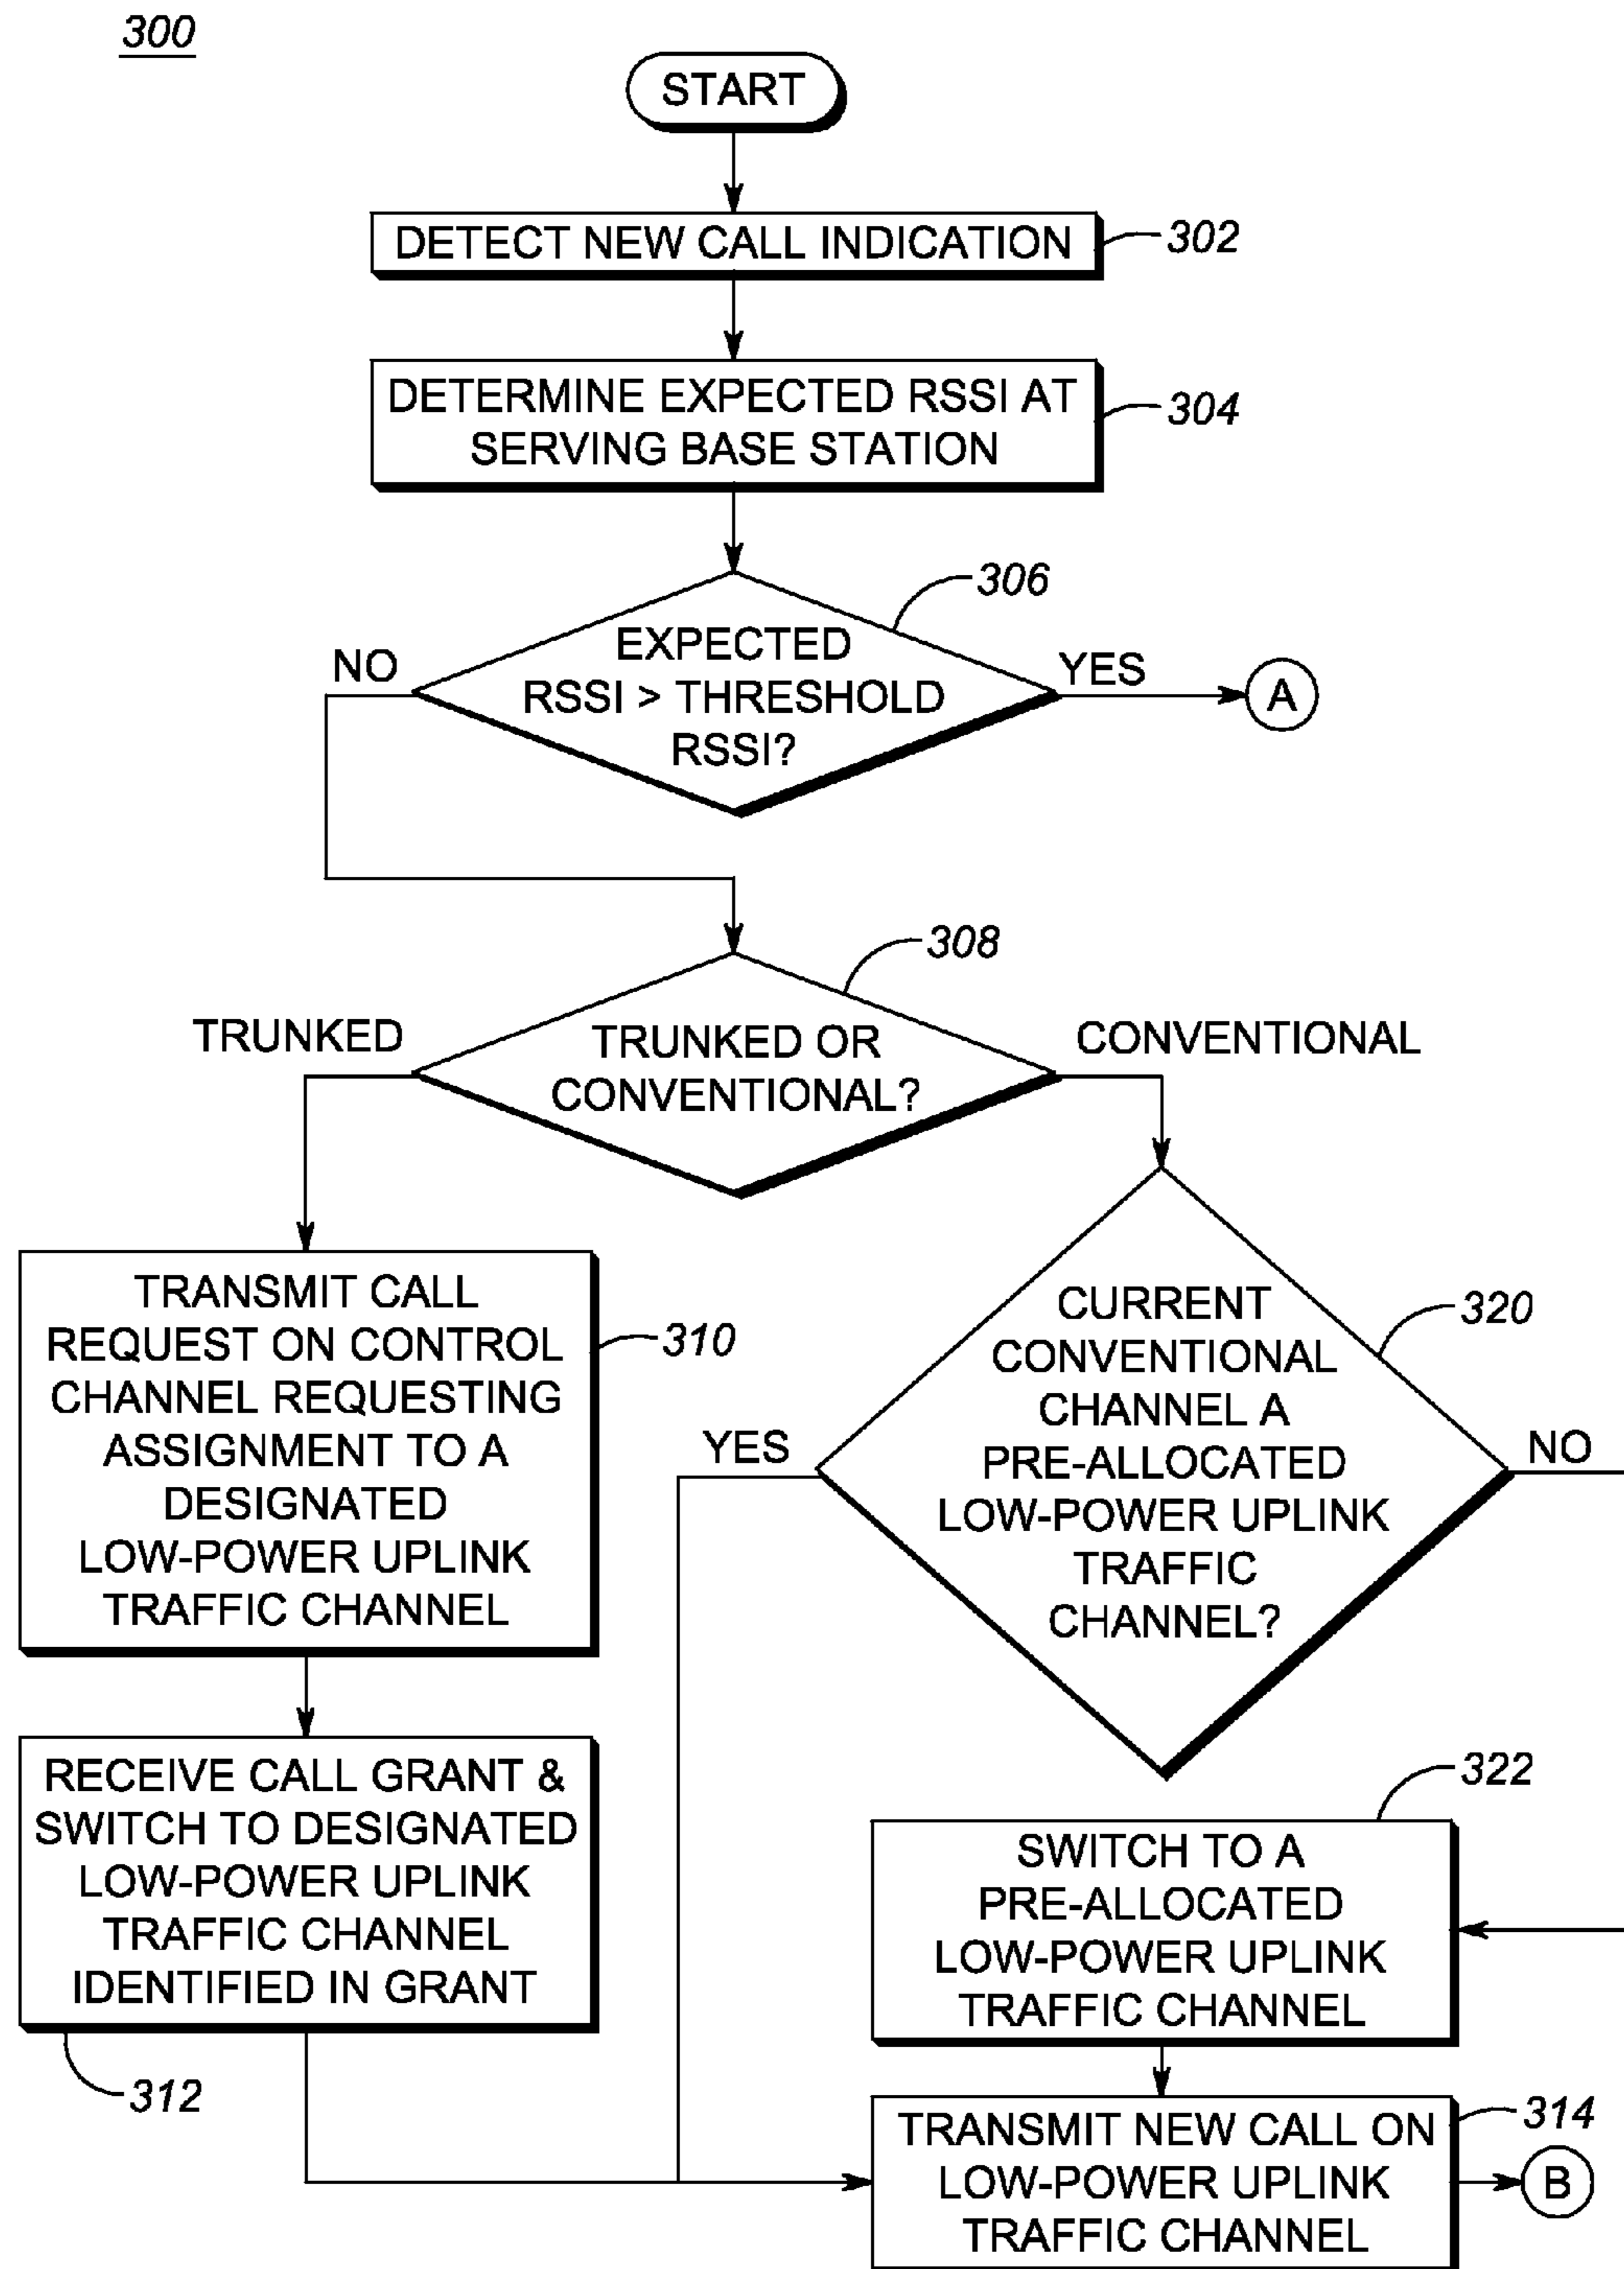 300
START
DETECT NEW CALL INDICATION
302
DETERMINE EXPECTED RSSI AT
SERVING BASE STATION
304
306
EXPECTED
RSSI > THRESHOLD
RSSI?
NO
YES
A
308
TRUNKED
TRUNKED OR
CONVENTIONAL?
CONVENTIONAL
TRANSMIT CALL
REQUEST ON CONTROL
CHANNEL REQUESTING
ASSIGNMENT TO A
DESIGNATED
LOW-POWER UPLINK
TRAFFIC CHANNEL
310
CURRENT
CONVENTIONAL
CHANNEL A
PRE-ALLOCATED
LOW-POWER UPLINK
TRAFFIC
CHANNEL?
320
YES
NO
RECEIVE CALL GRANT &
SWITCH TO DESIGNATED
LOW-POWER UPLINK
TRAFFIC CHANNEL
IDENTIFIED IN GRANT
312
322
SWITCH TO A
PRE-ALLOCATED
LOW-POWER UPLINK
TRAFFIC CHANNEL
TRANSMIT NEW CALL ON
LOW-POWER UPLINK
TRAFFIC CHANNEL
314
B